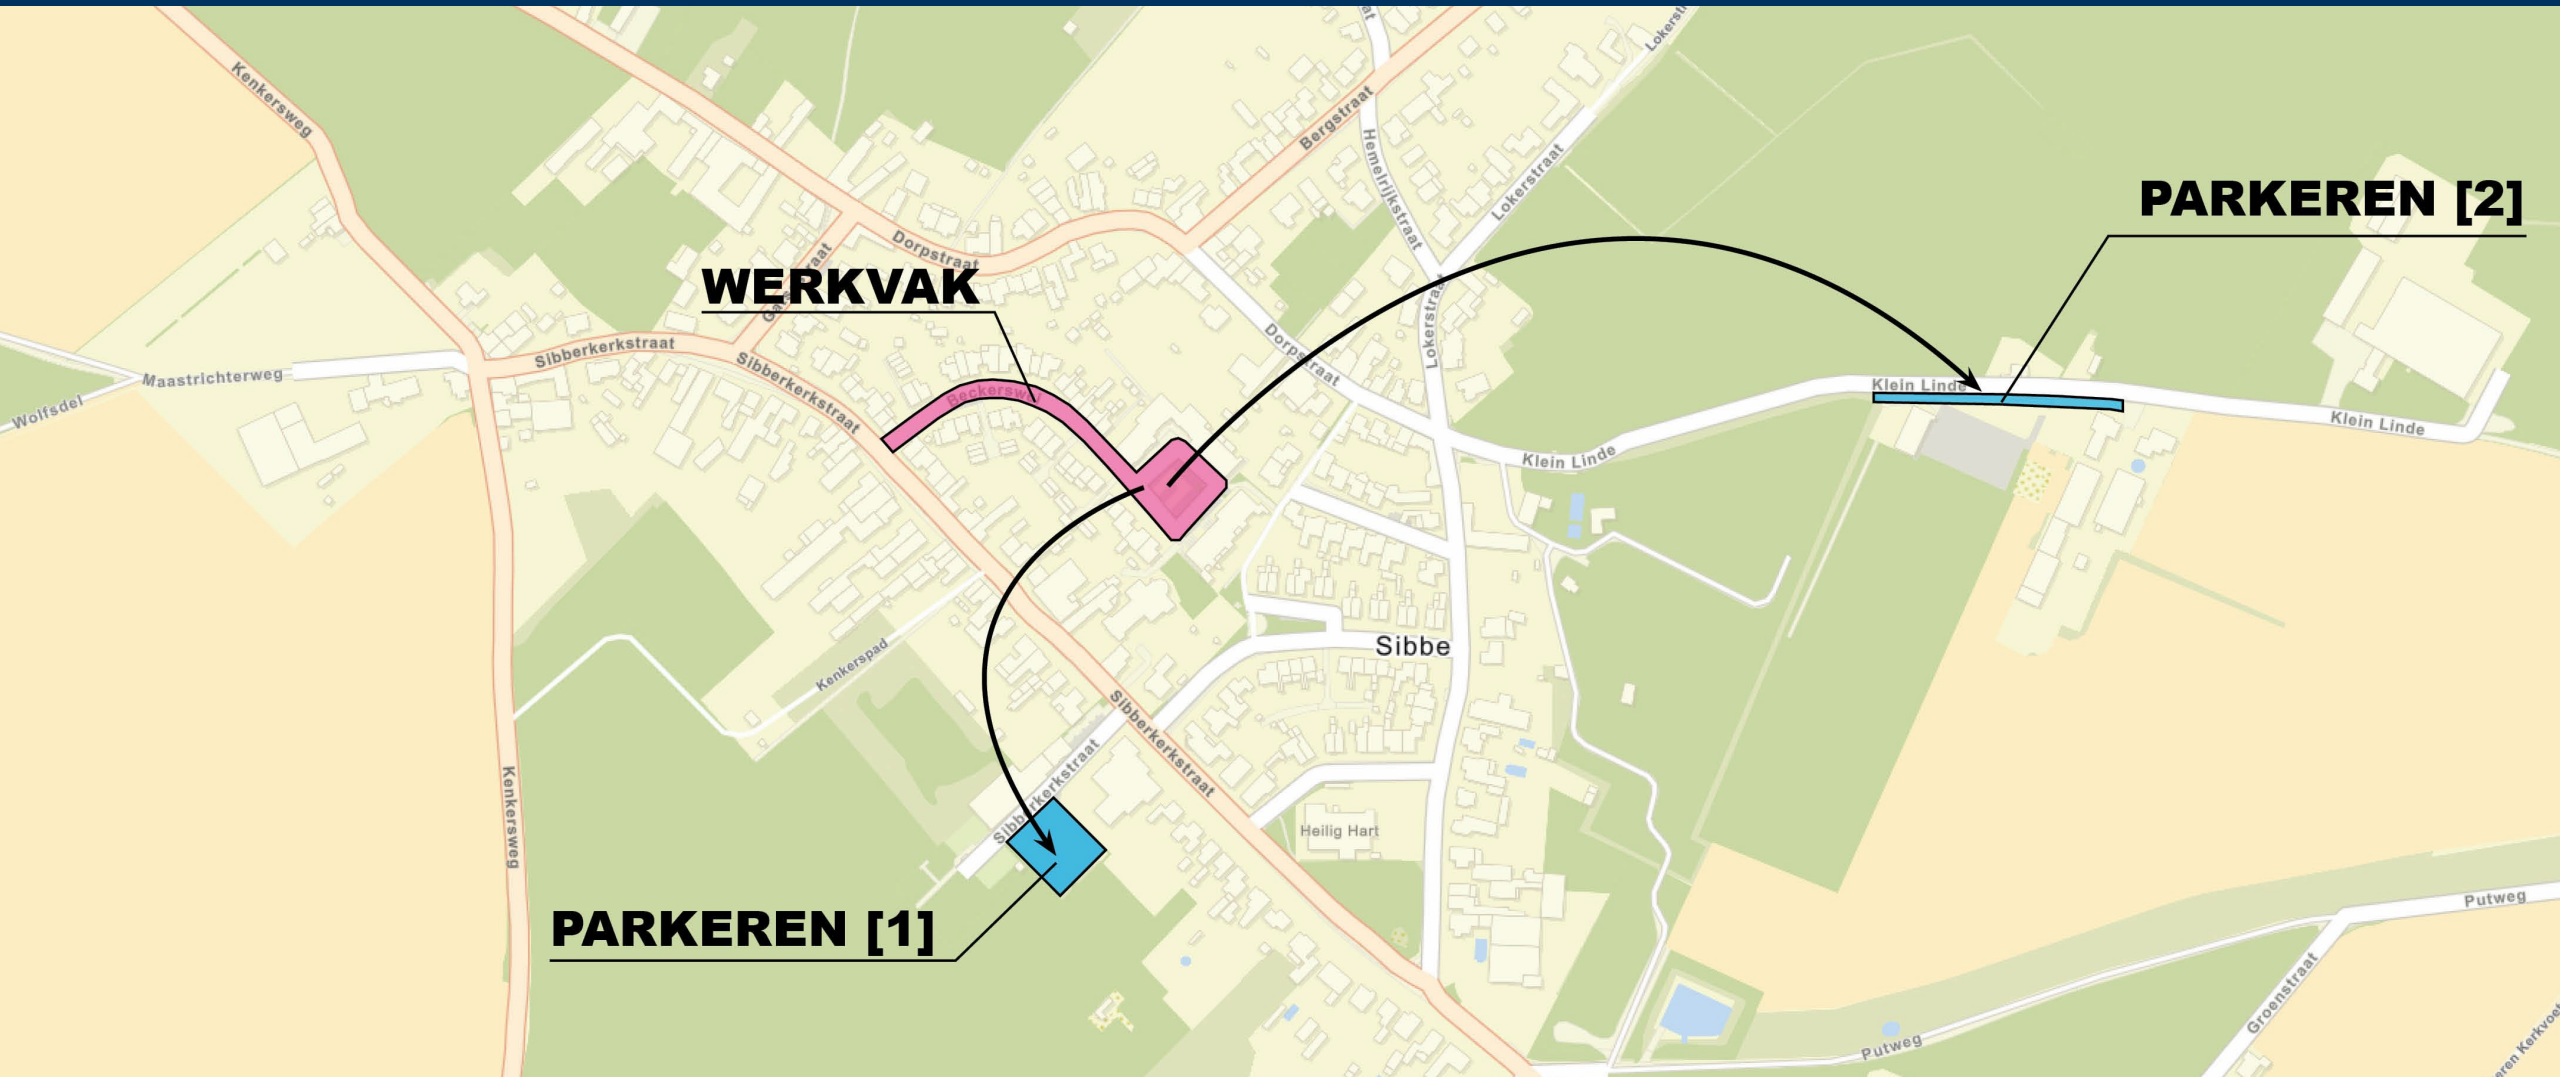 Kenkersweg
Lokerstraat
Bergstraat
Hemelrijkstraat
Lokerstraat
PARKEREN [2]
Dorpstraat
WERKVAK
Lokerstraat
Dorpstraat
Sibberkerkstraat
Sibberkerkstraat
Maastrichterweg
Wolfsdel
Klein Linde
Klein Linde
Klein Linde
Sibbe
Kenkerspad
Sibberkerkstraat
Sibberkerkstraat
Kenkersweg
Heilig Hart
PARKEREN [1]
Putweg
Groenstraat
Putweg